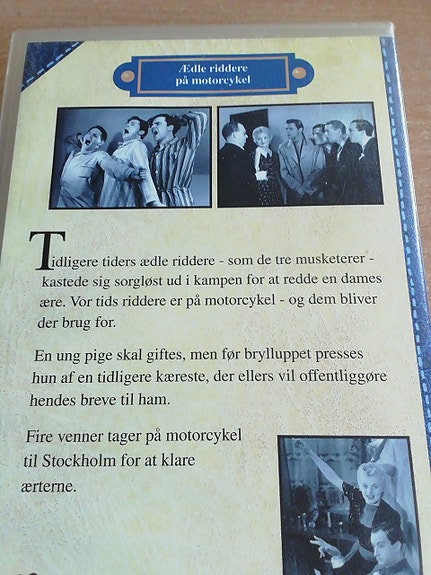 Ædle riddere
på motorcykel
Tidligere tiders ædle riddere - som de tre musketerer -
kastede sig sorgløst ud i kampen for at redde en dames
ære. Vor tids riddere er på motorcykel - og dem bliver
der brug for.
En ung pige skal giftes, men før brylluppet presses
hun af en tidligere kæreste, der ellers vil offentliggøre
hendes breve til ham.
Fire venner tager på motorcykel
til Stockholm for at klare
ærterne.